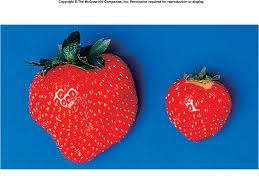 Copyright © The McGraw-Hill Companies, Inc. Permission required for reproduction or display.